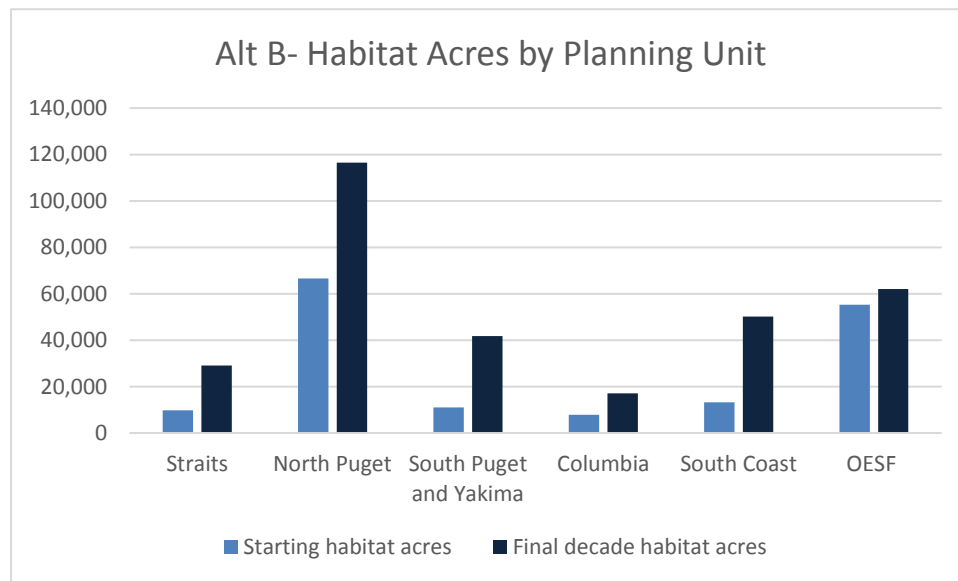 Alt B- Habitat Acres by Planning Unit
140,000
120,000
100,000
80,000
60,000
40,000
20,000
0
Straits
North Puget
South Puget
and Yakima
Columbia
South Coast
OESF
Starting habitat acres
Final decade habitat acres